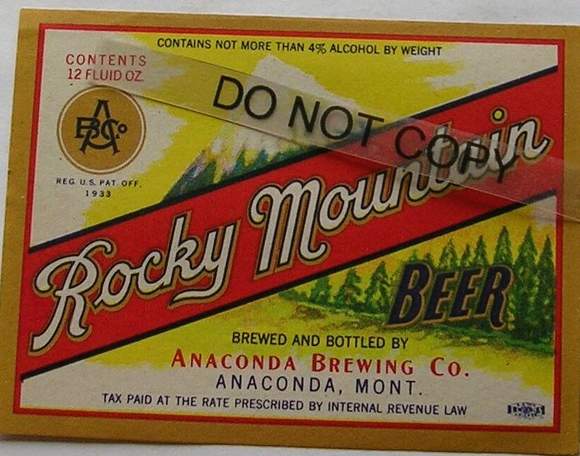 CONTAINS NOT MORE THAN 4% ALCOHOL BY WEIGHT
CONTENTS
12 FLUID OZ.
ABCo
REG. U.S. PAT. OFF.
1933
DO NOT COPY
Rocky Mountain
BEER
BREWED AND BOTTLED BY
ANACONDA BREWING CO.
ANACONDA, MONT.
TAX PAID AT THE RATE PRESCRIBED BY INTERNAL REVENUE LAW